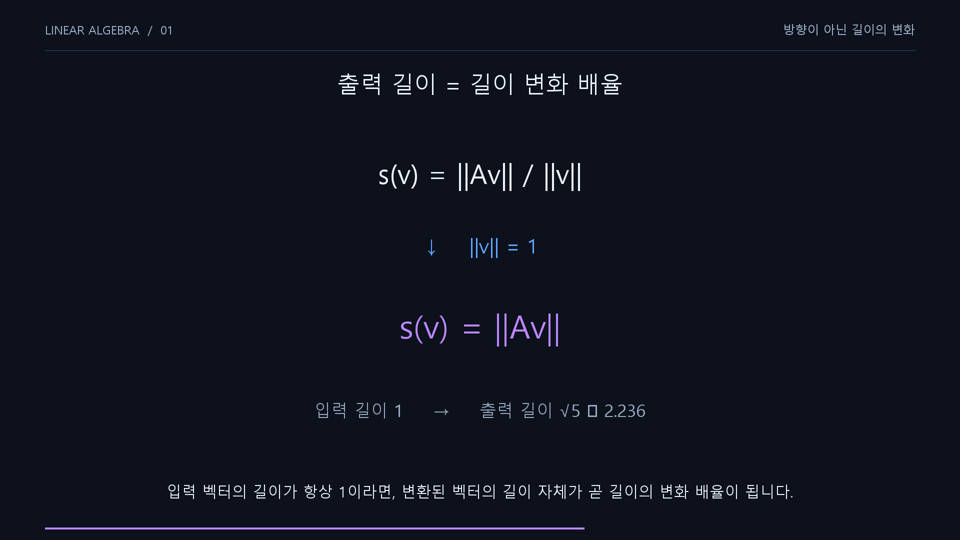 LINEAR ALGEBRA / 01
방향이 아닌 길이의 변화
출력 길이 = 길이 변화 배율
s(v) = ||Av|| / ||v||
↓ ||v|| = 1
s(v) = ||Av||
입력 길이 1 → 출력 길이 √5 □ 2.236
입력 벡터의 길이가 항상 1이라면, 변환된 벡터의 길이 자체가 곧 길이의 변화 배율이 됩니다.